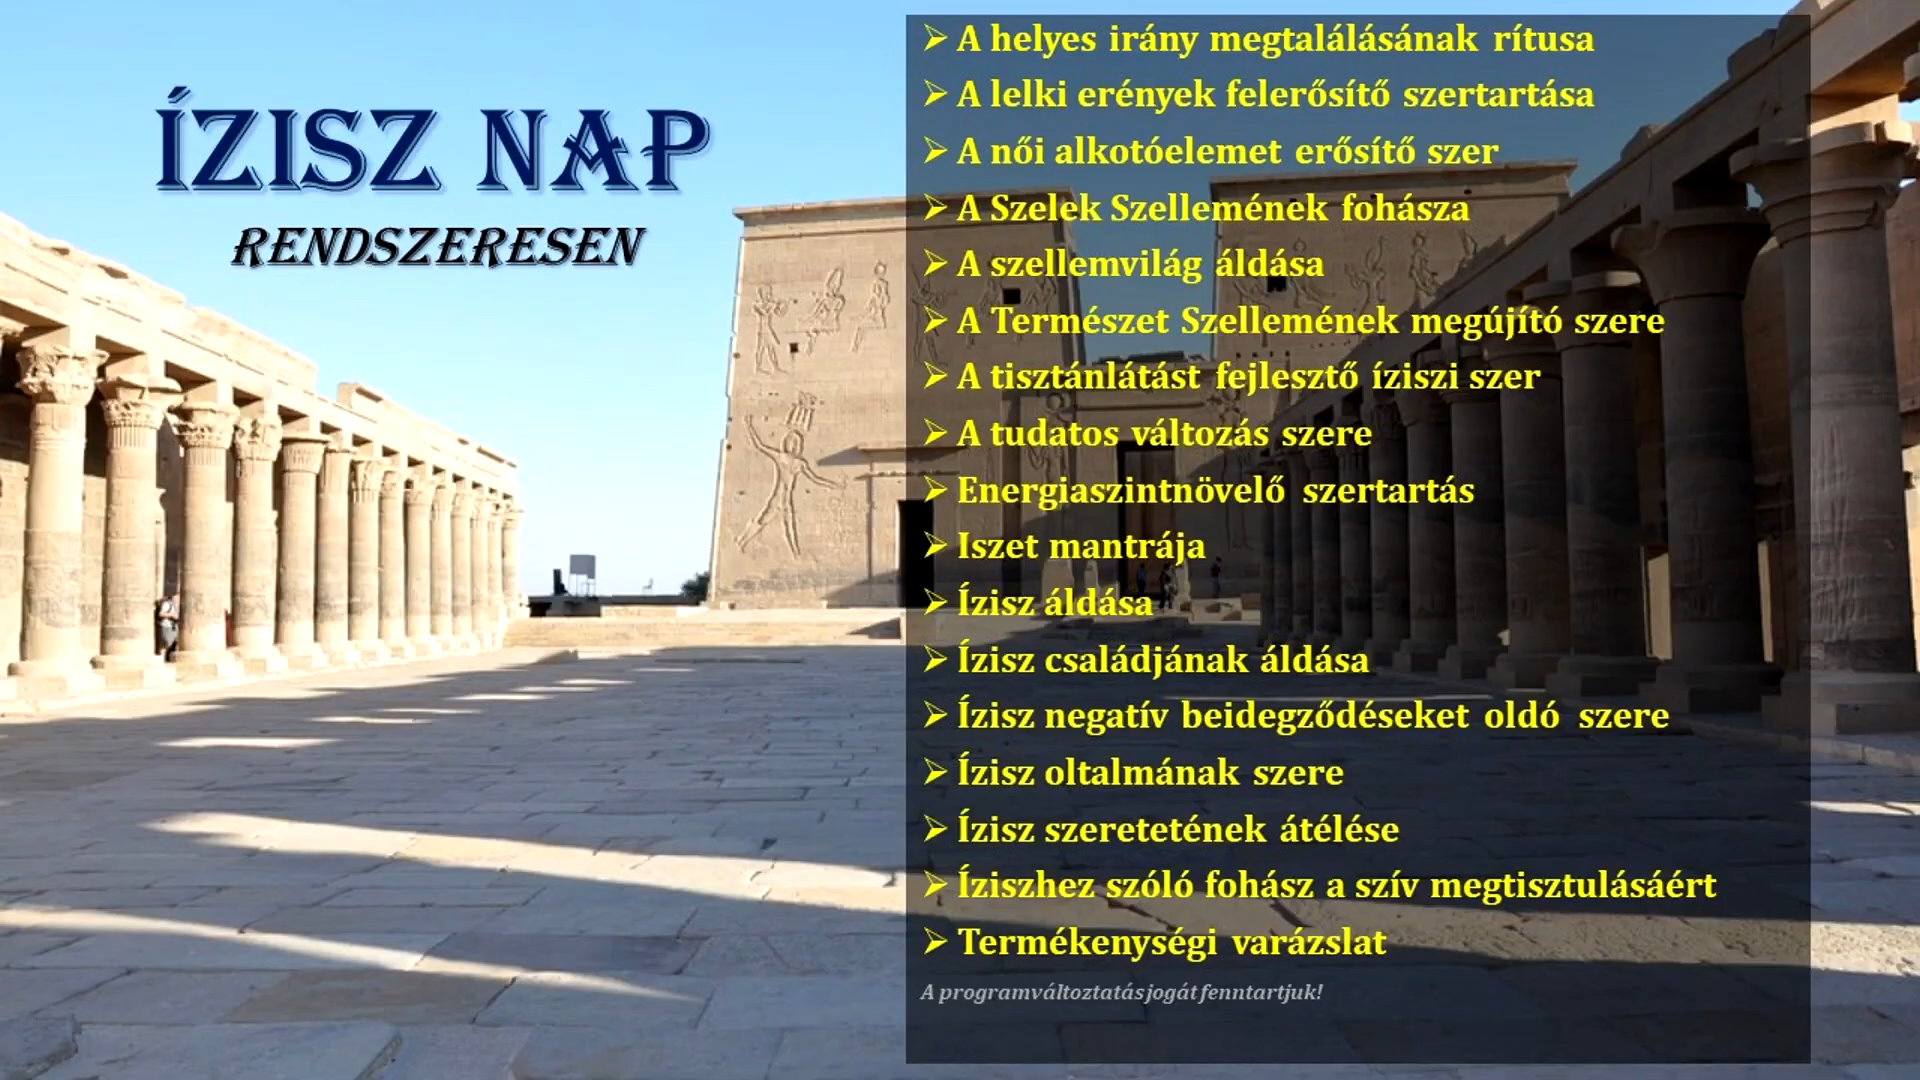 ÍZISZ NAP
RENDSZERESEN
➢ A helyes irány megtalálásának rítusa
➢ A lelki erények felerősítő szertartása
➢ A női alkotóelemet erősítő szer
➢ A Szelek Szellemének fohásza
➢ A szellemvilág áldása
➢ A Természet Szellemének megújító szere
➢ A tisztánlátást fejlesztő íziszi szer
➢ A tudatos változás szere
➢ Energiaszintnövelő szertartás
➢ Iszet mantrája
➢ Ízisz áldása
➢ Ízisz családjának áldása
➢ Ízisz negatív beidegződéseket oldó szere
➢ Ízisz oltalmának szere
➢ Ízisz szeretetének átélése
➢ Íziszhez szóló fohász a szív megtisztulásáért
➢ Termékenységi varázslat
A programváltoztatás jogát fenntartjuk!